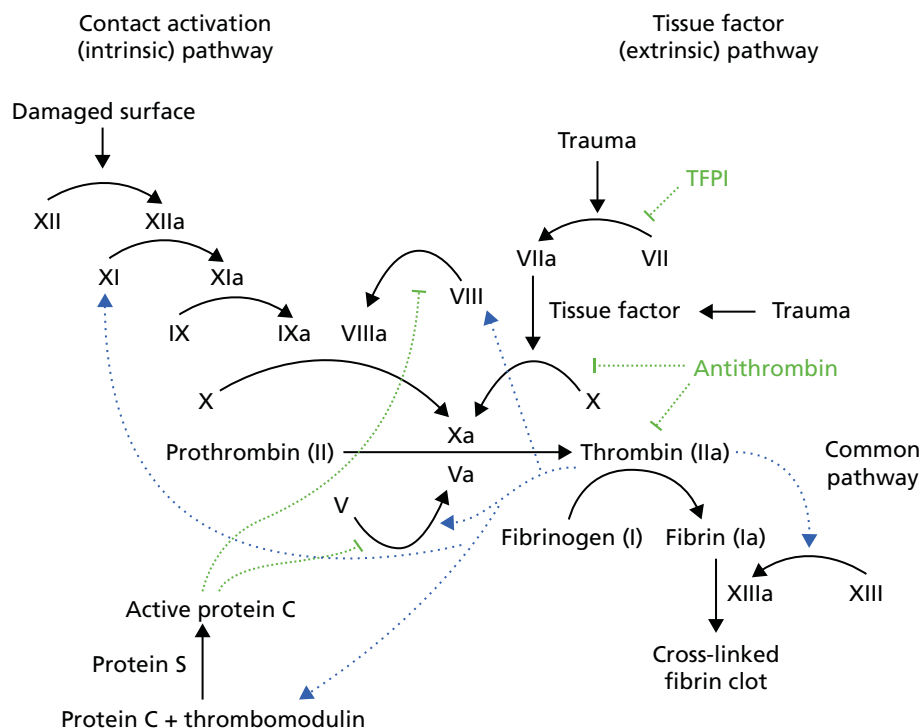 Contact activation
(intrinsic) pathway
Tissue factor
(extrinsic) pathway
Damaged surface
Trauma
TFPI
XII
XIIa
VIIa
VII
XI
XIa
VIII
IX
IXa
VIIIa
Tissue factor
Trauma
Antithrombin
X
X
Xa
Prothrombin (II)
Thrombin (IIa)
Common
pathway
Va
V
Fibrinogen (I)
Fibrin (Ia)
XIIIa
XIII
Active protein C
Cross-linked
fibrin clot
Protein S
Protein C + thrombomodulin